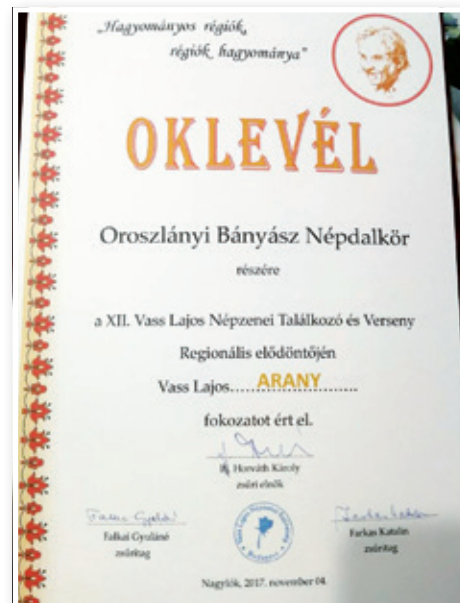 „Hagyományos régiók,
régiók hagyománya"
OKLEVÉL
Oroszlányi Bányász Népdalkör
részére
a XII. Vass Lajos Népzenei Találkozó és Verseny
Regionális elődöntőjén
Vass Lajos......ARANY......
fokozatot ért el.
Horváth Károly
zsűri elnök
Falkai Gyuláné
zsűritag
Farkas Katalin
zsűritag
Nagylók, 2017. november 04.